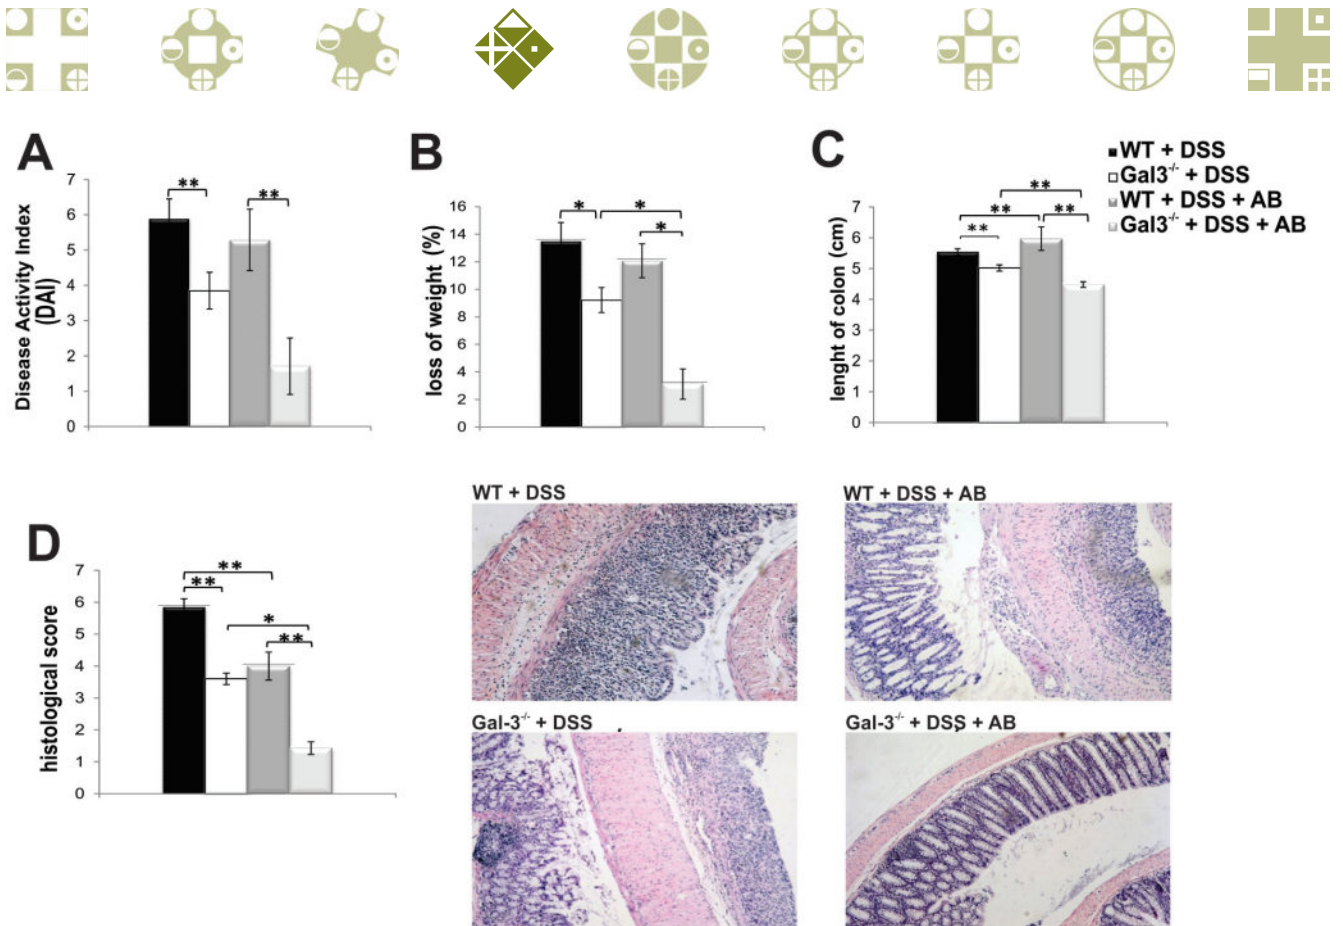 A
Disease Activity Index
(DAI)
7
6
5
4
3
2
1
0
**
**
B
loss of weight (%)
16
14
12
10
8
6
4
2
0
*
*
*
C
lenght of colon (cm)
7
6
5
4
3
2
1
0
**
**
**
**
WT + DSS
Gal3-/- + DSS
WT + DSS + AB
Gal3-/- + DSS + AB
D
histological score
7
6
5
4
3
2
1
0
**
**
*
**
WT + DSS
WT + DSS + AB
Gal-3-/- + DSS
Gal-3-/- + DSS + AB